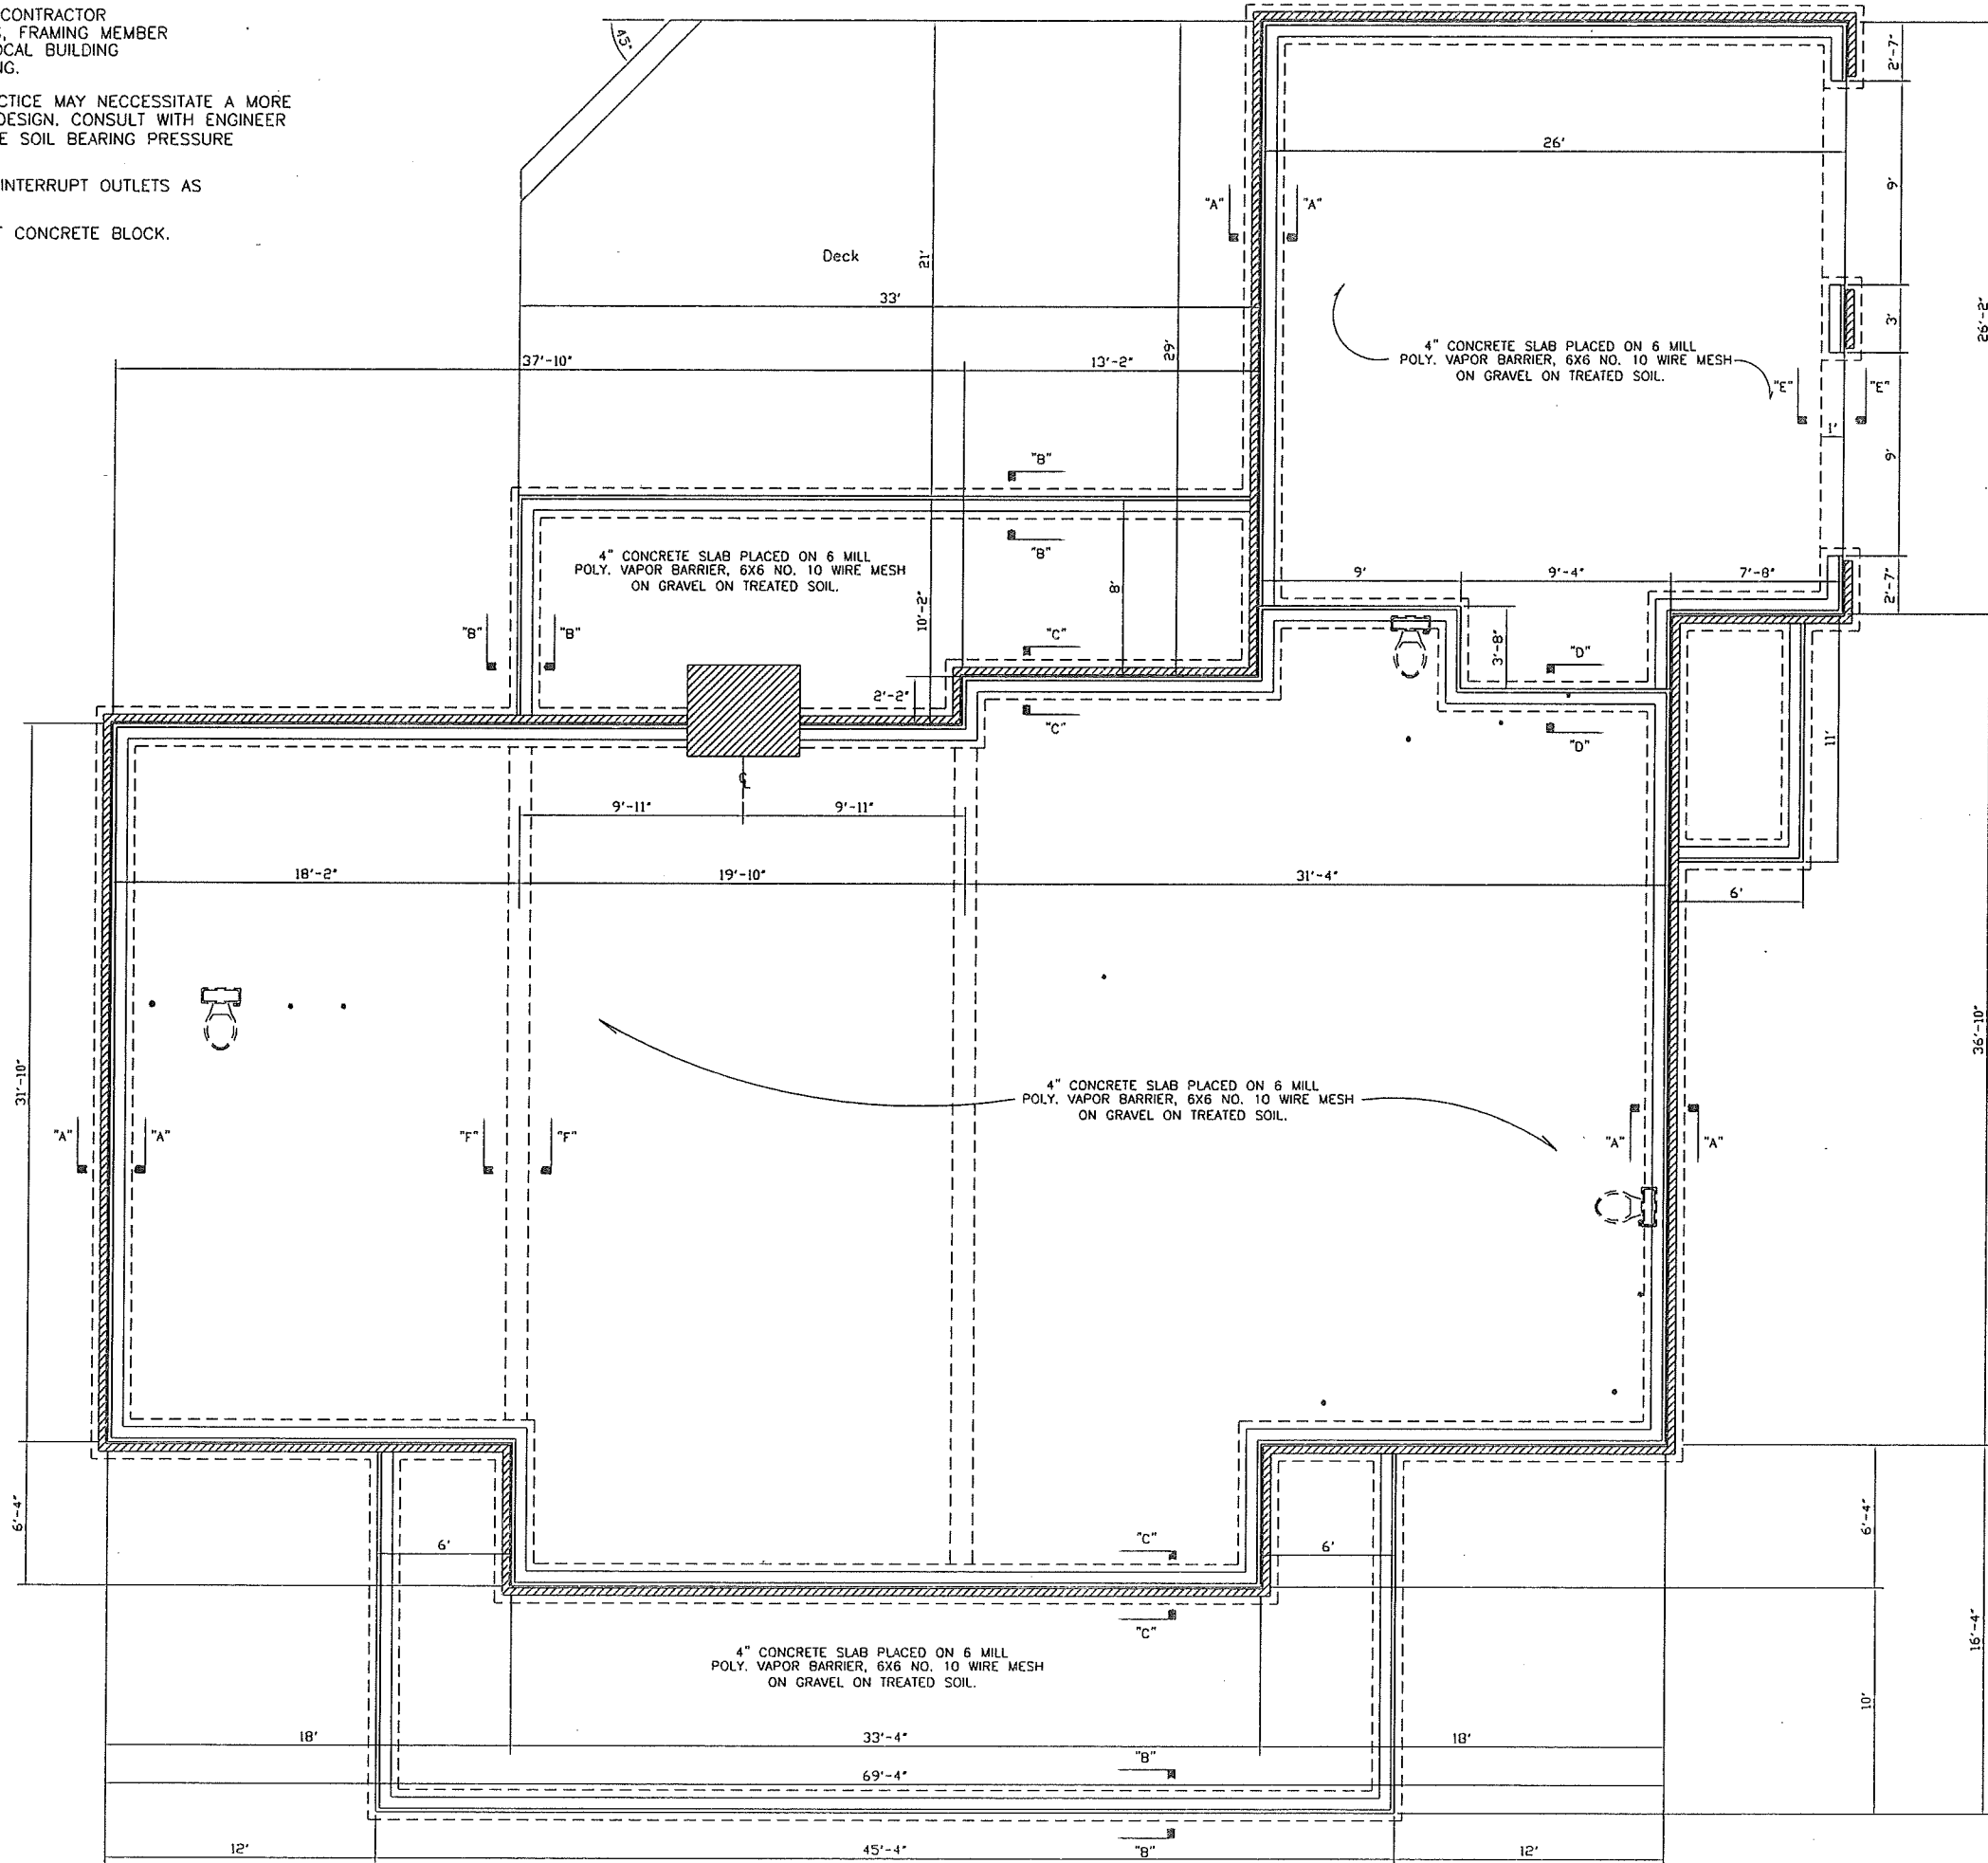 CONTRACTOR
, FRAMING MEMBER
OCAL BUILDING
NG.
CTICE MAY NECCESSITATE A MORE
DESIGN. CONSULT WITH ENGINEER
E SOIL BEARING PRESSURE
INTERRUPT OUTLETS AS
T CONCRETE BLOCK.
45°
2'-7"
26'
9'
"A" "A"
Deck
21'
33'
29'
3'
26'-2"
4" CONCRETE SLAB PLACED ON 6 MILL
POLY. VAPOR BARRIER, 6X6 NO. 10 WIRE MESH
ON GRAVEL ON TREATED SOIL.
37'-10"
13'-2"
"E" "E"
1'
9'
"B"
"B"
4" CONCRETE SLAB PLACED ON 6 MILL
POLY. VAPOR BARRIER, 6X6 NO. 10 WIRE MESH
ON GRAVEL ON TREATED SOIL.
8'
9'
9'-4"
7'-8"
2'-7"
10'-2"
"B" "B"
"C"
3'-8"
"D"
2'-2"
"C"
"D"
11'
℄
9'-11"
9'-11"
18'-2"
19'-10"
31'-4"
6'
36'-10"
31'-10"
4" CONCRETE SLAB PLACED ON 6 MILL
POLY. VAPOR BARRIER, 6X6 NO. 10 WIRE MESH
ON GRAVEL ON TREATED SOIL.
"A" "A"
"F" "F"
"A" "A"
6'-4"
6'
"C"
6'
6'-4"
"C"
16'-4"
4" CONCRETE SLAB PLACED ON 6 MILL
POLY. VAPOR BARRIER, 6X6 NO. 10 WIRE MESH
ON GRAVEL ON TREATED SOIL.
10'
18'
33'-4"
18'
"B"
69'-4"
12'
45'-4"
"B"
12'